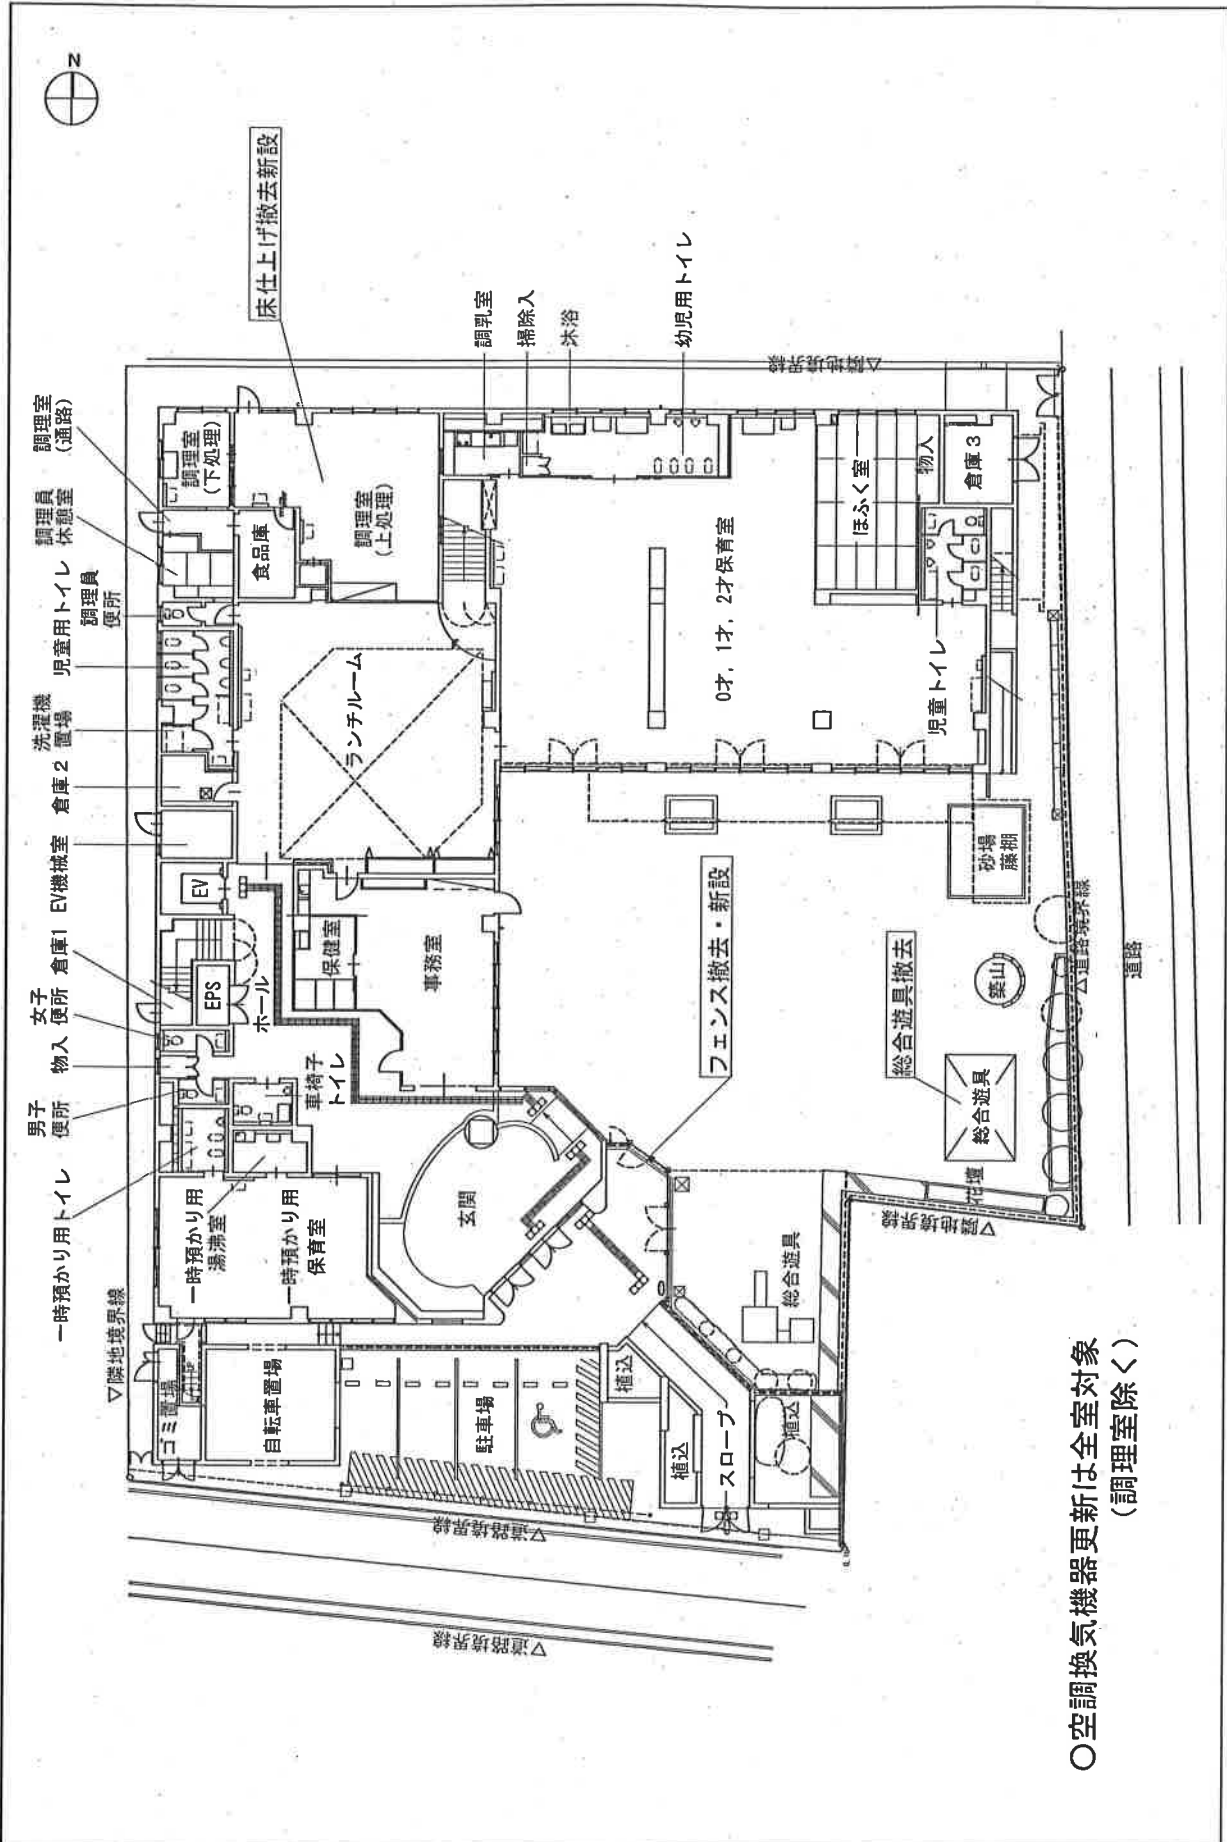 N
床仕上げ撤去新設
調理室
(通路)
調理員
休憩室
児童用トイレ
調理員
便所
洗濯機
置場
倉庫2
EV機械室
倉庫1
女子
便所
物入
男子
便所
一時預かり用トイレ
▽隣地境界線
調理室
(下処理)
食品庫
調理室
(上処理)
調乳室
掃除入
沐浴
幼児用トイレ
△隣地境界線
ランチルーム
EV
EPS
ホール
保健室
事務室
車椅子
トイレ
一時預かり用
湯沸室
一時預かり用
保育室
玄関
ゴミ置場
自転車置場
駐車場
植込
植込
スロープ
植込
▽道路境界線
▽道路境界線
0才, 1才, 2才保育室
ほふく室
物入
倉庫3
児童トイレ
フェンス撤去・新設
総合遊具撤去
砂場
藤棚
築山
総合遊具
花壇
総合遊具
▽隣地境界線
△道路境界線
道路
○空調換気機器更新は全室対象
(調理室除く)